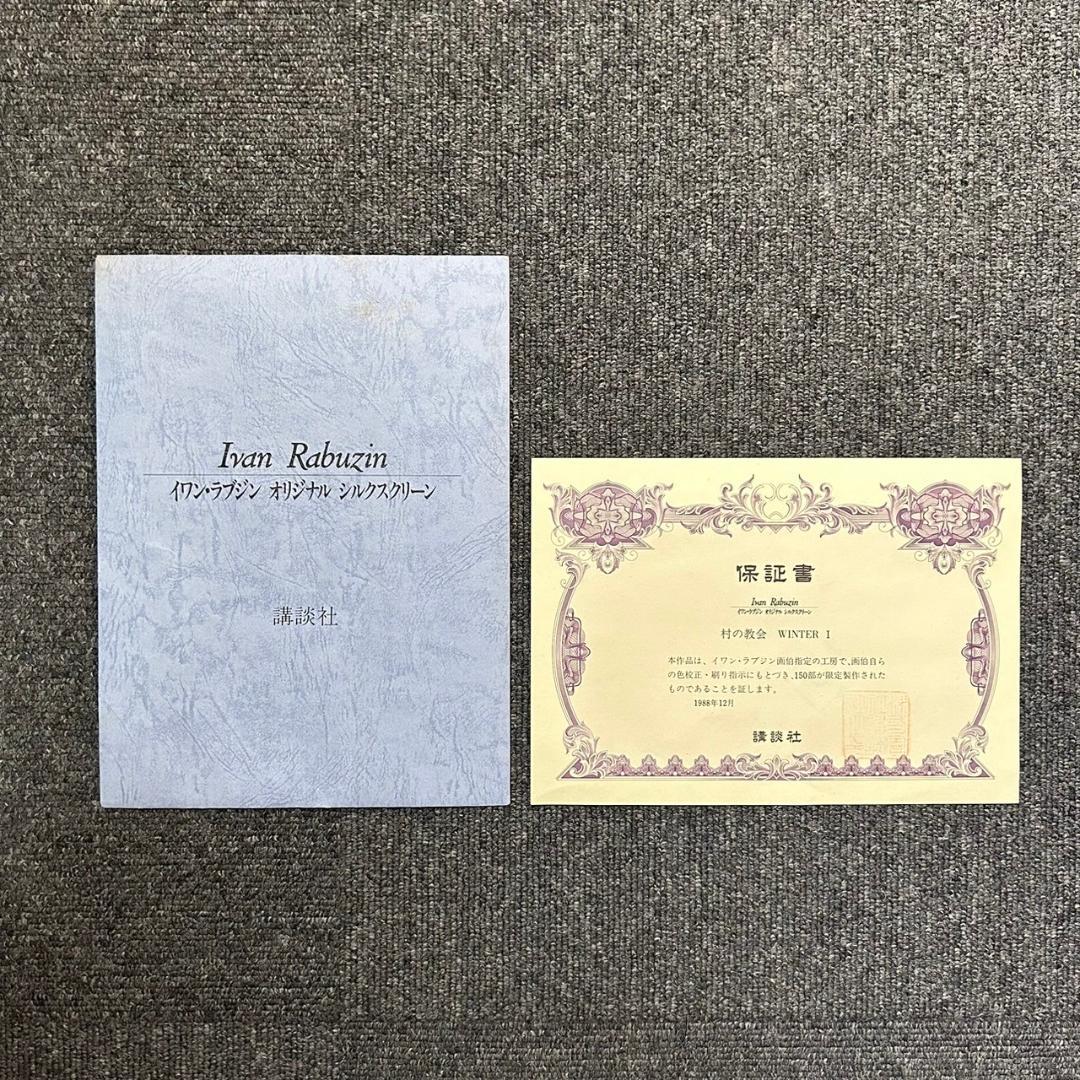 Ivan Rabuzin
イワン・ラブジン オリジナル シルクスクリーン
講談社
保証書
Ivan Rabuzin
イワン・ラブジン オリジナル シルクスクリーン
村の教会 WINTER I
本作品は、イワン・ラブジン画伯指定の工房で、画伯自ら
の色校正・刷り指示にもとづき、150部が限定製作された
ものであることを証します。
1988年12月
講談社